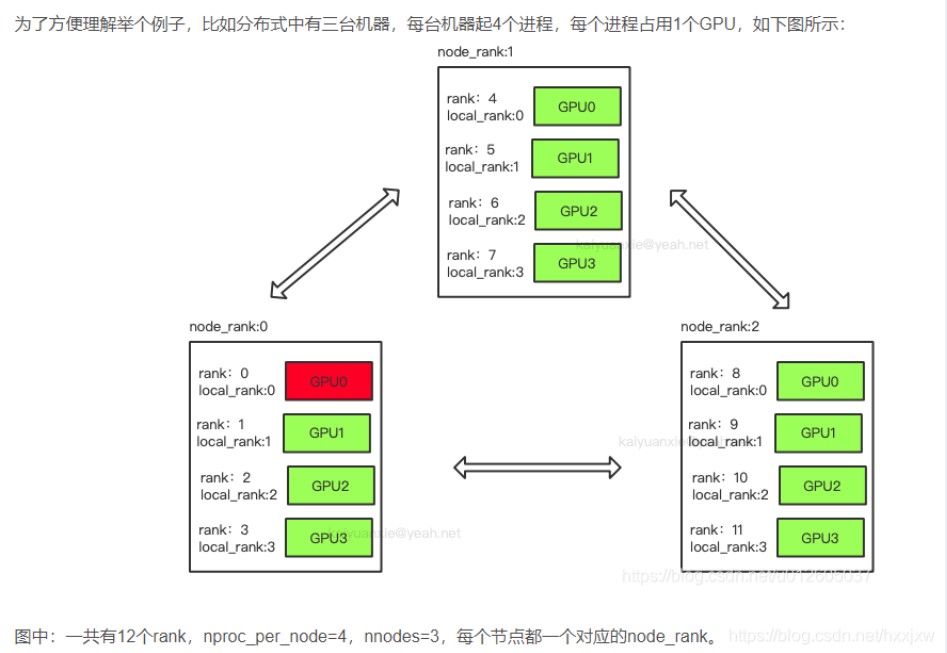 为了方便理解举个例子，比如分布式中有三台机器，每台机器起4个进程，每个进程占用1个GPU，如下图所示：
node_rank:1
rank：4
local_rank:0
GPU0
rank：5
local_rank:1
GPU1
rank：6
local_rank:2
GPU2
rank：7
local_rank:3
GPU3
kaiyuanxie@yeah.net
node_rank:0
rank：0
local_rank:0
GPU0
rank：1
local_rank:1
GPU1
rank：2
local_rank:2
GPU2
rank：3
local_rank:3
GPU3
kaiyuanxie@yeah.net
node_rank:2
rank：8
local_rank:0
GPU0
rank：9
local_rank:1
GPU1
rank：10
local_rank:2
GPU2
rank：11
local_rank:3
GPU3
https://blog.csdn.net/u012605037
图中：一共有12个rank，nproc_per_node=4，nnodes=3，每个节点都一个对应的node_rank。
https://blog.csdn.net/hxxjxw